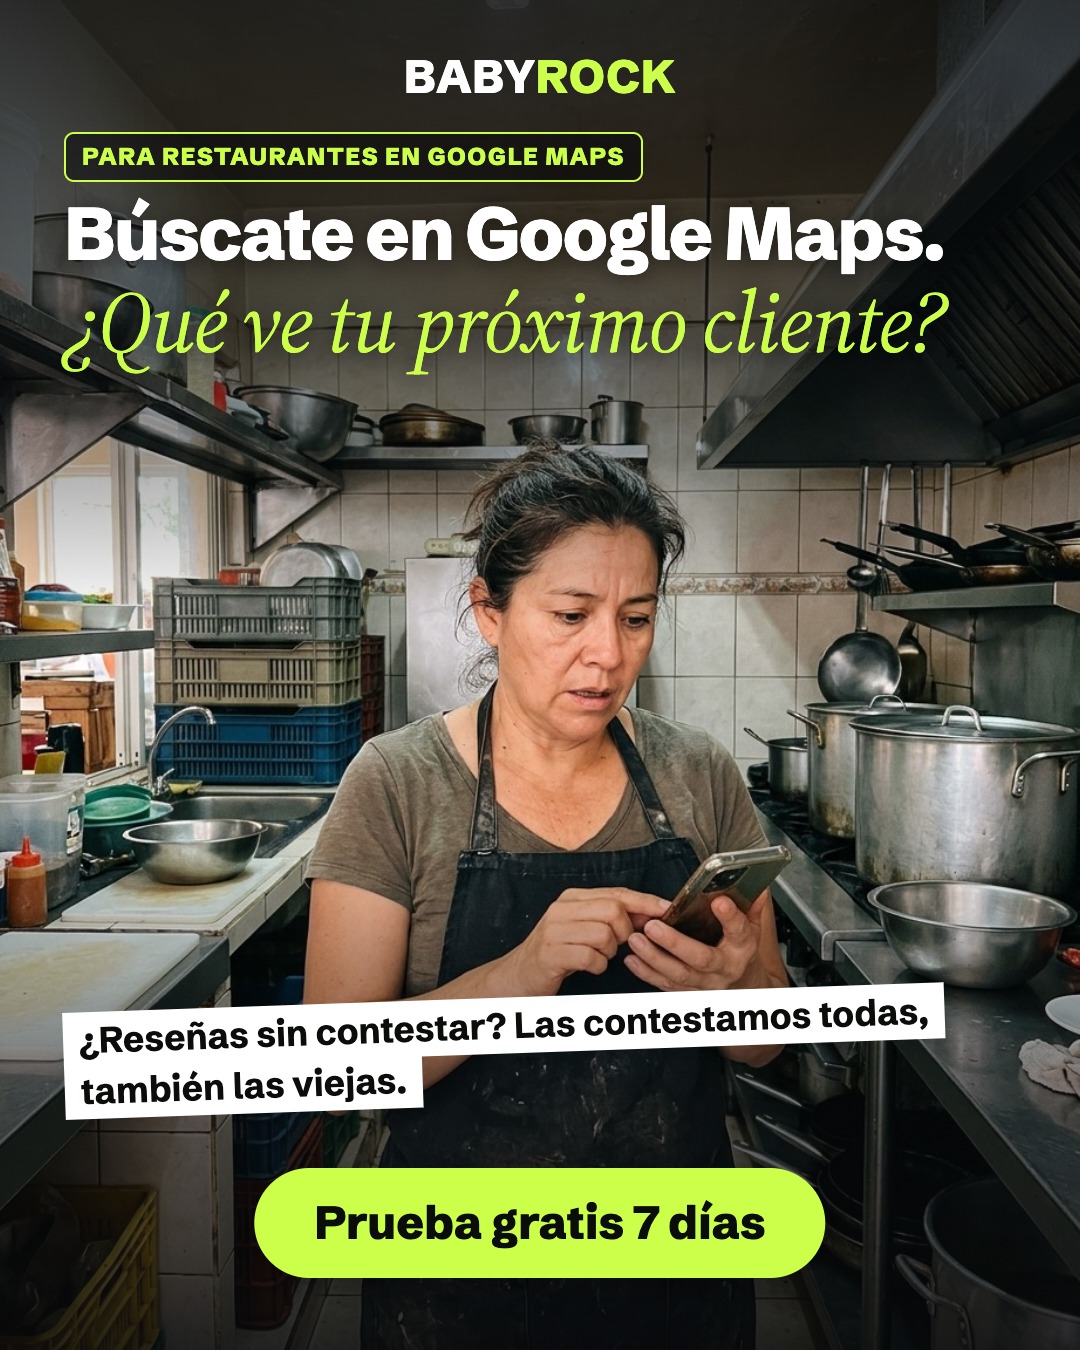 BABYROCK
PARA RESTAURANTES EN GOOGLE MAPS
Búscate en Google Maps.
¿Qué ve tu próximo cliente?
¿Reseñas sin contestar? Las contestamos todas,
también las viejas.
Prueba gratis 7 días